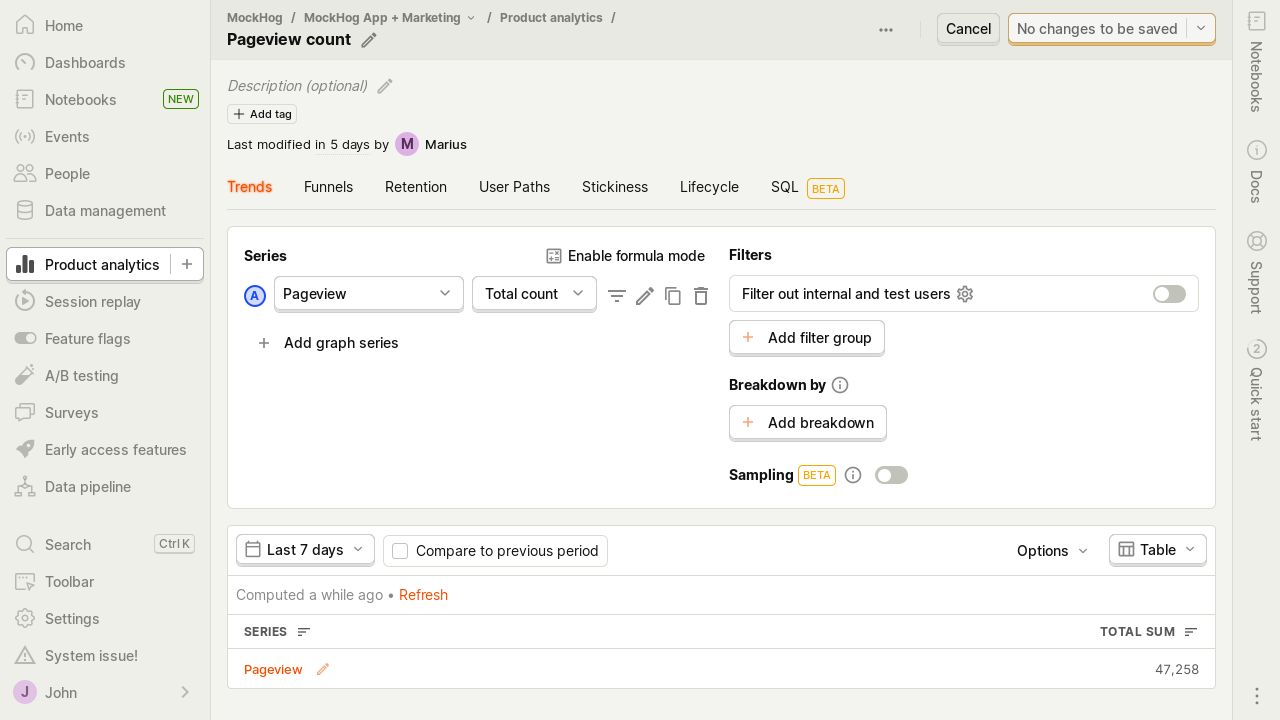 Home
Dashboards
Notebooks NEW
Events
People
Data management
Product analytics
Session replay
Feature flags
A/B testing
Surveys
Early access features
Data pipeline
Search Ctrl K
Toolbar
Settings
System issue!
J John
MockHog / MockHog App + Marketing / Product analytics /
Pageview count
Cancel
No changes to be saved
Description (optional)
Add tag
Last modified in 5 days by M Marius
Trends Funnels Retention User Paths Stickiness Lifecycle SQL BETA
Series
Enable formula mode
A Pageview Total count
Add graph series
Filters
Filter out internal and test users
Add filter group
Breakdown by
Add breakdown
Sampling BETA
Last 7 days Compare to previous period Options Table
Computed a while ago • Refresh
SERIES TOTAL SUM
Pageview 47,258
Notebooks
Docs
Support
2
Quick start